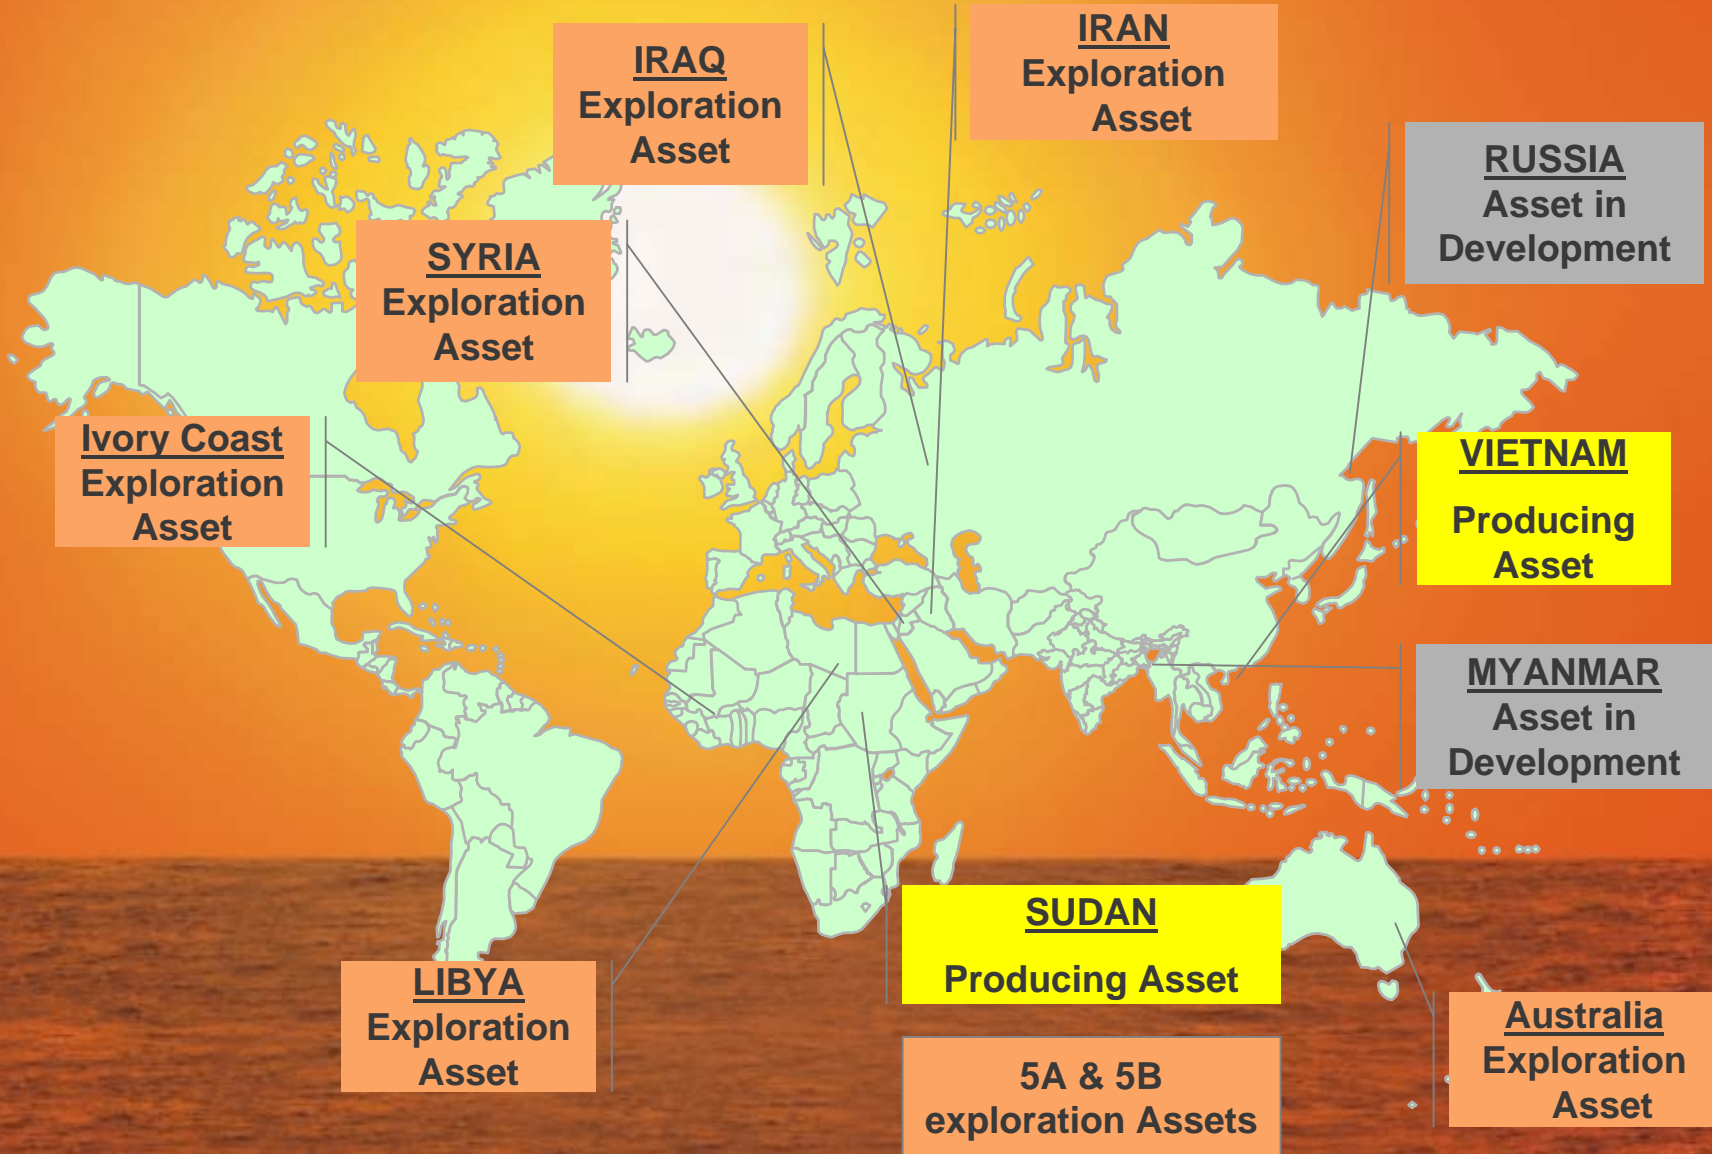 IRAN
Exploration
Asset
IRAQ
Exploration
Asset
RUSSIA
Asset in
Development
SYRIA
Exploration
Asset
Ivory Coast
Exploration
Asset
VIETNAM
Producing
Asset
MYANMAR
Asset in
Development
SUDAN
Producing Asset
LIBYA
Exploration
Asset
Australia
Exploration
Asset
5A & 5B
exploration Assets